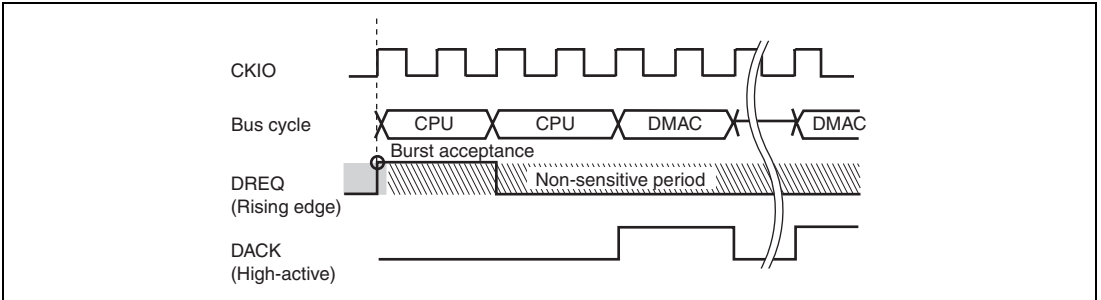 CKIO
Bus cycle
CPU
CPU
DMAC
DMAC
Burst acceptance
DREQ
(Rising edge)
Non-sensitive period
DACK
(High-active)